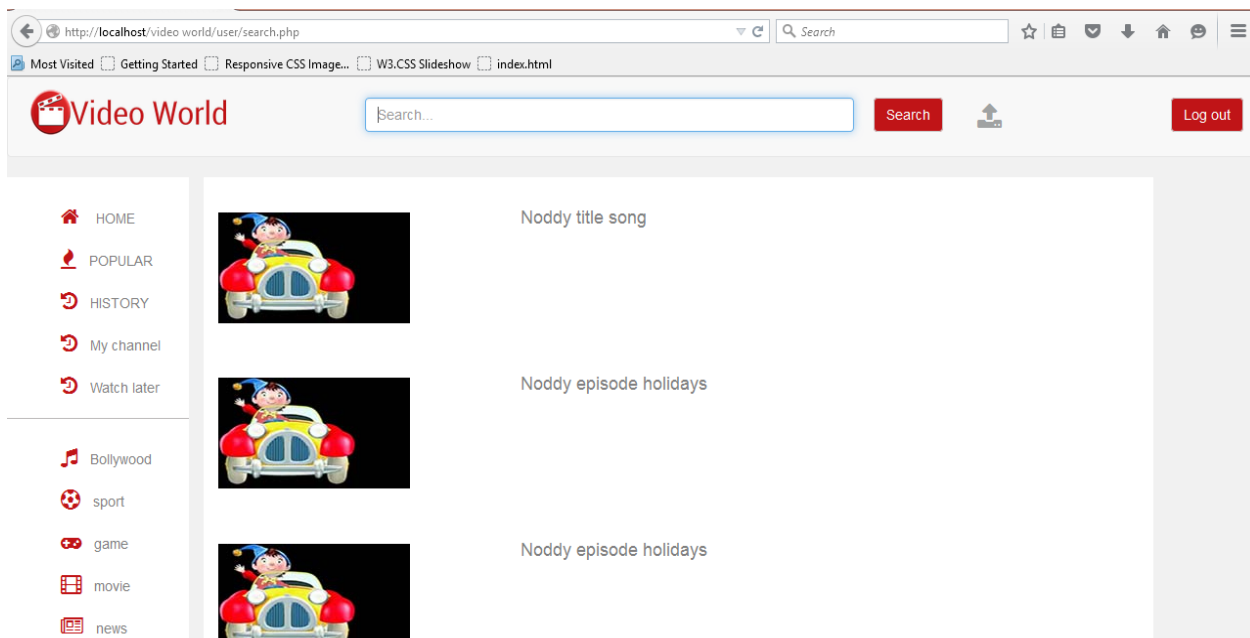 http://localhost/video world/user/search.php
Search
Most Visited Getting Started Responsive CSS Image... W3.CSS Slideshow index.html
Video World
Search...
Search
Log out
HOME
POPULAR
HISTORY
My channel
Watch later
Bollywood
sport
game
movie
news
Noddy title song
Noddy episode holidays
Noddy episode holidays